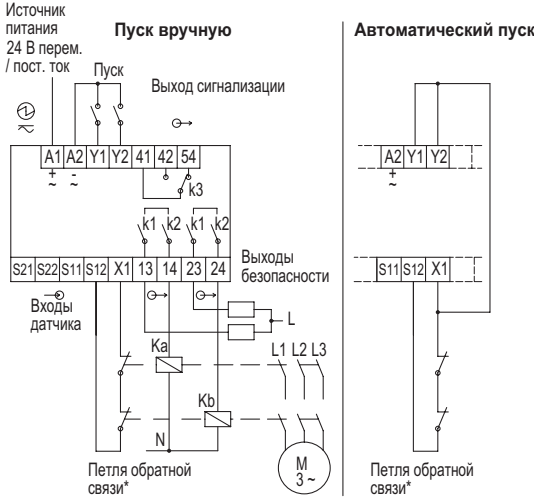 Источник
питания
24 В перем.
/ пост. ток
Пуск вручную
Автоматический пуск
Пуск
Выход сигнализации
A1 A2 Y1 Y2 41 42 54
+ -
~ ~
k3
k1 k2 k1 k2
S21 S22 S11 S12 X1 13 14 23 24
Выходы
безопасности
Входы
датчика
L
Ka
L1 L2 L3
Kb
N
M
3 ~
Петля обратной
связи*
A2 Y1 Y2
+
~
S11 S12 X1
Петля обратной
связи*